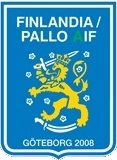 FINLANDIA/
PALLO AIF
GÖTEBORG 2008